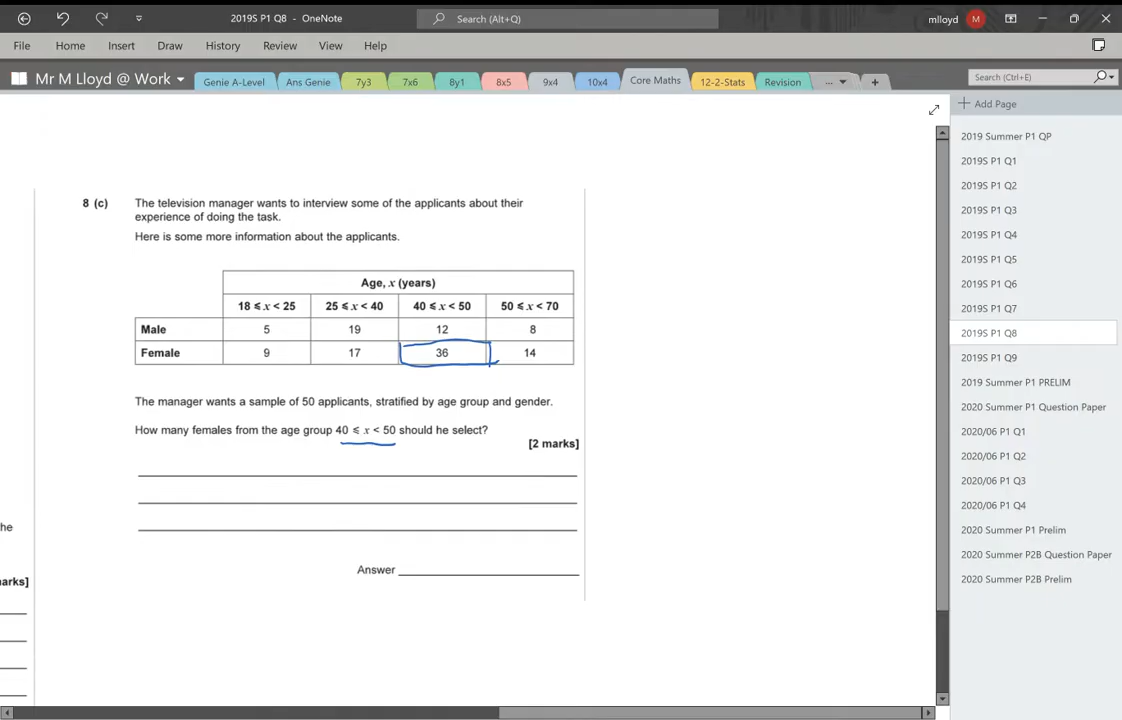 2019S P1 Q8 - OneNote
Search (Alt+Q)
mlloyd
M
File Home Insert Draw History Review View Help
Mr M Lloyd @ Work
Genie A-Level Ans Genie 7y3 7x6 8y1 8x5 9x4 10x4 Core Maths 12-2-Stats Revision ... +
Search (Ctrl+E)
Add Page
2019 Summer P1 QP
2019S P1 Q1
2019S P1 Q2
2019S P1 Q3
2019S P1 Q4
2019S P1 Q5
2019S P1 Q6
2019S P1 Q7
2019S P1 Q8
2019S P1 Q9
2019 Summer P1 PRELIM
2020 Summer P1 Question Paper
2020/06 P1 Q1
2020/06 P1 Q2
2020/06 P1 Q3
2020/06 P1 Q4
2020 Summer P1 Prelim
2020 Summer P2B Question Paper
2020 Summer P2B Prelim
8 (c) The television manager wants to interview some of the applicants about their
experience of doing the task.
Here is some more information about the applicants.
Age, x (years)
18 ⩽ x < 25 25 ⩽ x < 40 40 ⩽ x < 50 50 ⩽ x < 70
Male 5 19 12 8
Female 9 17 36 14
The manager wants a sample of 50 applicants, stratified by age group and gender.
How many females from the age group 40 ⩽ x < 50 should he select?
[2 marks]
Answer
he
arks]